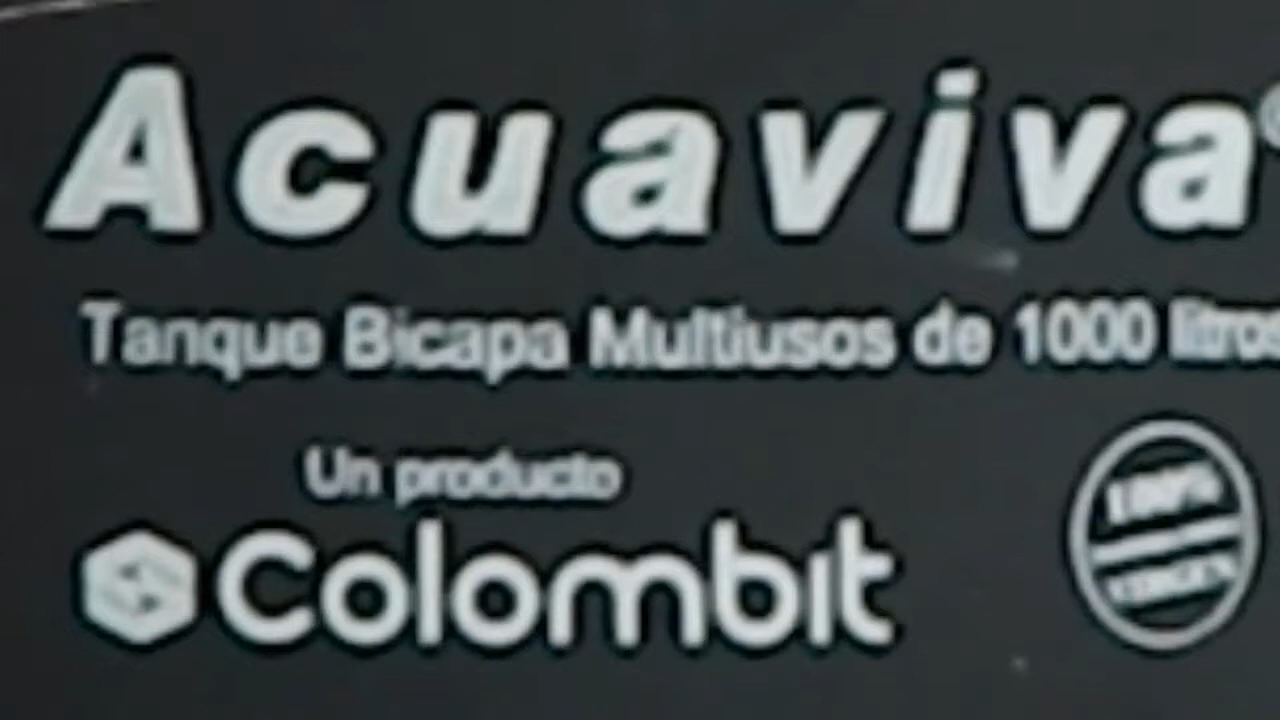 Acuaviva®
Tanque Bicapa Multiusos de 1000 litros
Un producto
Colombit